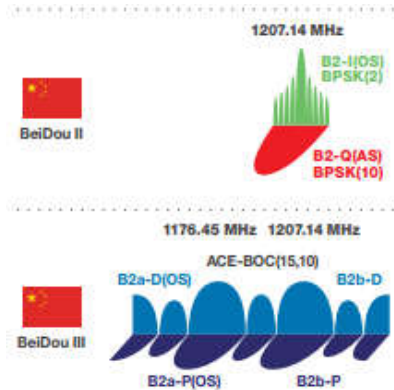 1207.14 MHz
B2-I(OS)
BPSK(2)
BeiDou II
B2-Q(AS)
BPSK(10)
1176.45 MHz 1207.14 MHz
ACE-BOC(15,10)
B2a-D(OS) B2b-D
BeiDou III
B2a-P(OS) B2b-P